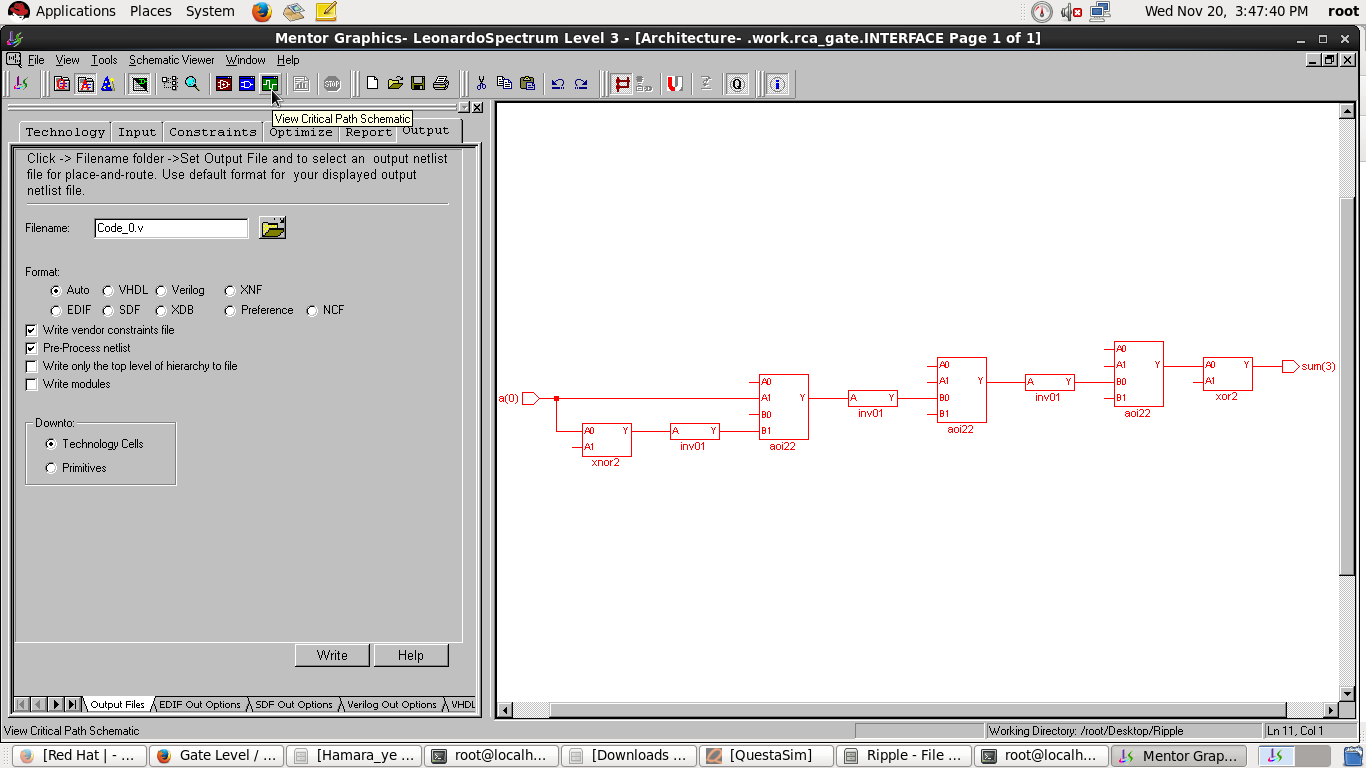 Applications Places System Wed Nov 20, 3:47:40 PM root
Mentor Graphics- LeonardoSpectrum Level 3 - [Architecture- .work.rca_gate.INTERFACE Page 1 of 1]
File View Tools Schematic Viewer Window Help
STOP Q
View Critical Path Schematic
Technology Input Constraints Optimize Report Output
Click -> Filename folder ->Set Output File and to select an output netlist
file for place-and-route. Use default format for your displayed output
netlist file.
Filename: Code_0.v
Format:
Auto VHDL Verilog XNF
EDIF SDF XDB Preference NCF
Write vendor constraints file
Pre-Process netlist
Write only the top level of hierarchy to file
Write modules
Downto:
Technology Cells
Primitives
Write Help
Output Files EDIF Out Options SDF Out Options Verilog Out Options VHDL
a(0)
A0 A1 Y
xnor2
A Y
inv01
A0 A1 B0 B1 Y
aoi22
A Y
inv01
A0 A1 B0 B1 Y
aoi22
A Y
inv01
A0 A1 B0 B1 Y
aoi22
A0 A1 Y
xor2
sum(3)
View Critical Path Schematic Working Directory: /root/Desktop/Ripple Ln 11, Col 1
[Red Hat | - ... Gate Level / ... [Hamara_ye ... root@localh... [Downloads ... [QuestaSim] Ripple - File ... root@localh... Mentor Grap...